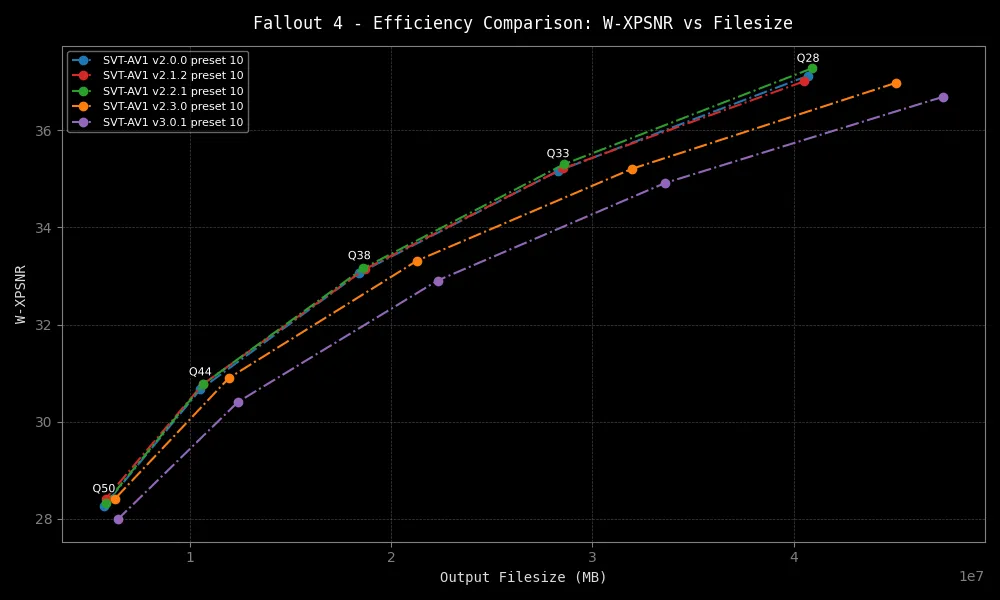 Fallout 4 - Efficiency Comparison: W-XPSNR vs Filesize
SVT-AV1 v2.0.0 preset 10
SVT-AV1 v2.1.2 preset 10
SVT-AV1 v2.2.1 preset 10
SVT-AV1 v2.3.0 preset 10
SVT-AV1 v3.0.1 preset 10
Q28
Q33
Q38
Q44
Q50
W-XPSNR
36
34
32
30
28
1 2 3 4
1e7
Output Filesize (MB)